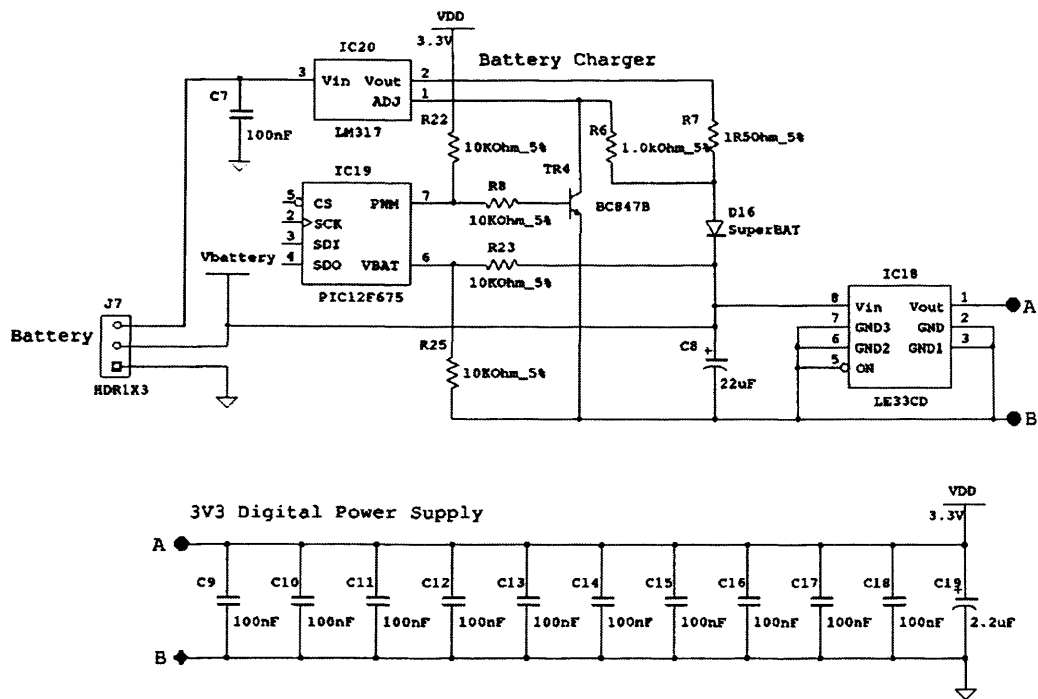 VDD
3.3V
IC20
Battery Charger
3 Vin Vout 2
ADJ 1
LM317
C7
100nF
R22
10KOhm_5%
R6
1.0kOhm_5%
R7
1R5Ohm_5%
TR4
BC847B
IC19
5 CS PWM 7
2 SCK
3 SDI
4 SDO VBAT 6
PIC12F675
R8
10KOhm_5%
R23
10KOhm_5%
D16
SuperBAT
Vbattery
J7
Battery
HDR1X3
R25
10KOhm_5%
C8
+
22uF
IC18
8 Vin Vout 1
7 GND3 GND 2
6 GND2 GND1 3
5 ON
LE33CD
A
B
3V3 Digital Power Supply
VDD
3.3V
A
C9 C10 C11 C12 C13 C14 C15 C16 C17 C18 C19
+
100nF 100nF 100nF 100nF 100nF 100nF 100nF 100nF 100nF 100nF 2.2uF
B